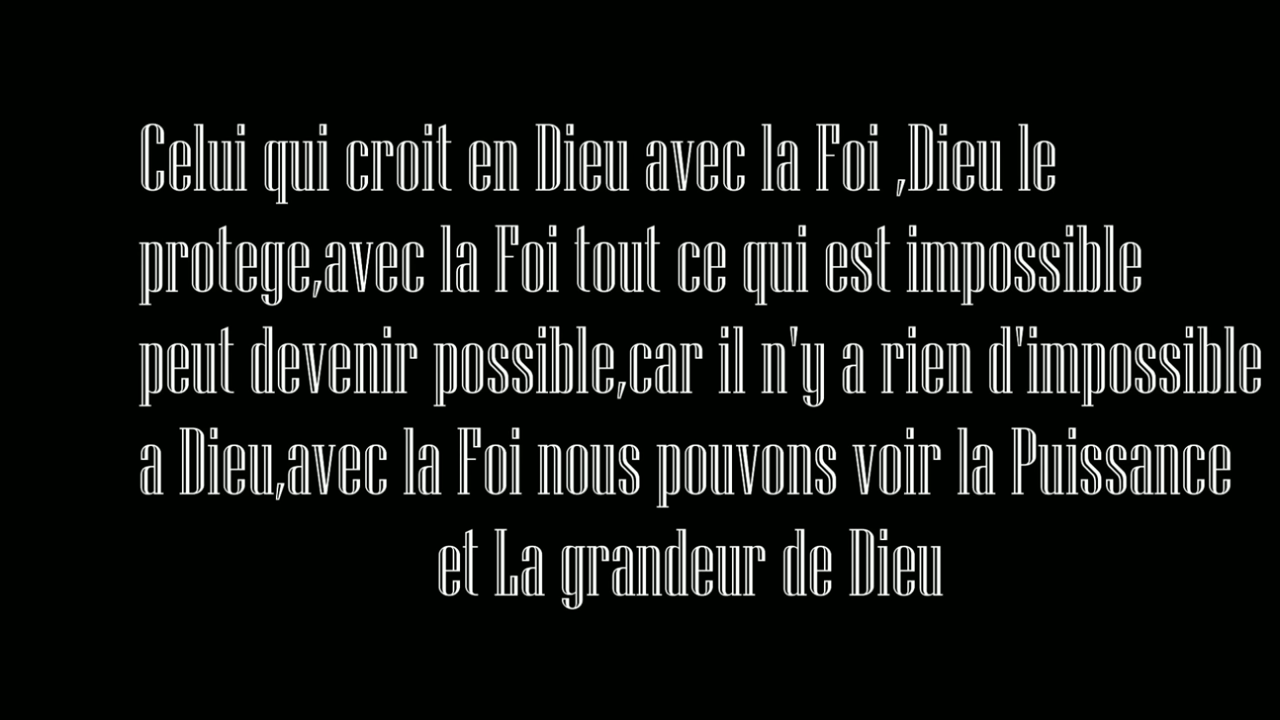 Celui qui croit en Dieu avec la Foi ,Dieu le
protege,avec la Foi tout ce qui est impossible
peut devenir possible,car il n'y a rien d'impossible
a Dieu,avec la Foi nous pouvons voir la Puissance
et La grandeur de Dieu